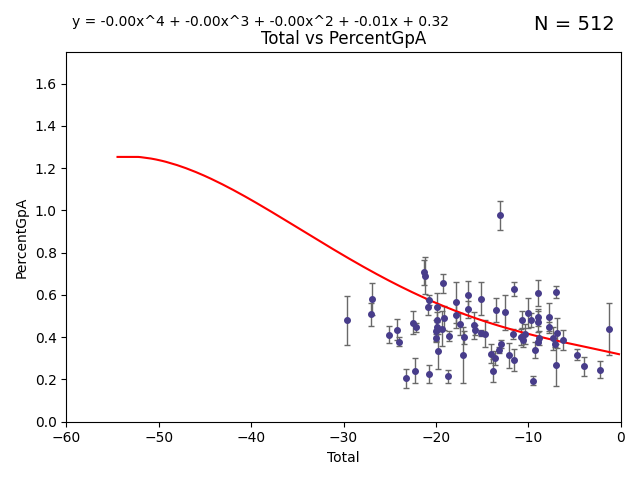 y = -0.00x^4 + -0.00x^3 + -0.00x^2 + -0.01x + 0.32
N = 512
Total vs PercentGpA
1.6
1.4
1.2
1.0
0.8
0.6
0.4
0.2
0.0
PercentGpA
−60 −50 −40 −30 −20 −10 0
Total